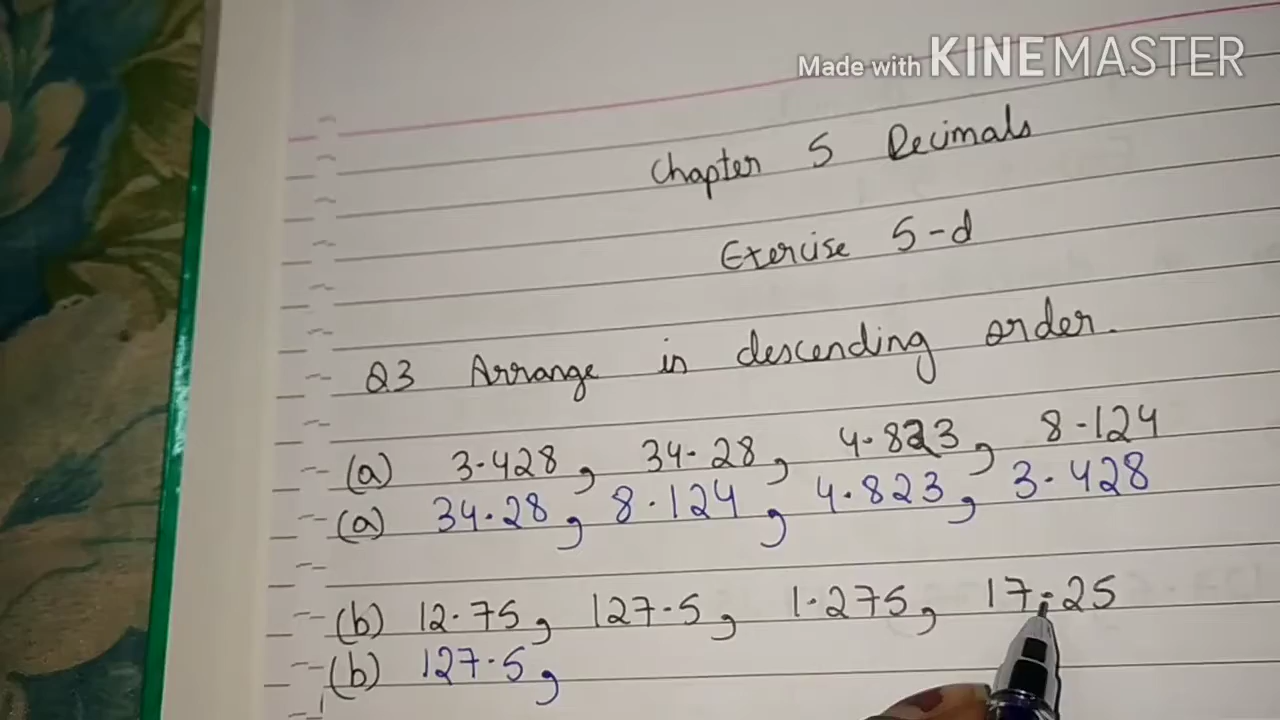 Made with KINEMASTER
Chapter 5 Decimals
Exercise 5-d
Q3 Arrange in descending order.
(a) 3.428, 34.28, 4.823, 8.124
(a) 34.28, 8.124, 4.823, 3.428
(b) 12.75, 127.5, 1.275, 17.25
(b) 127.5,